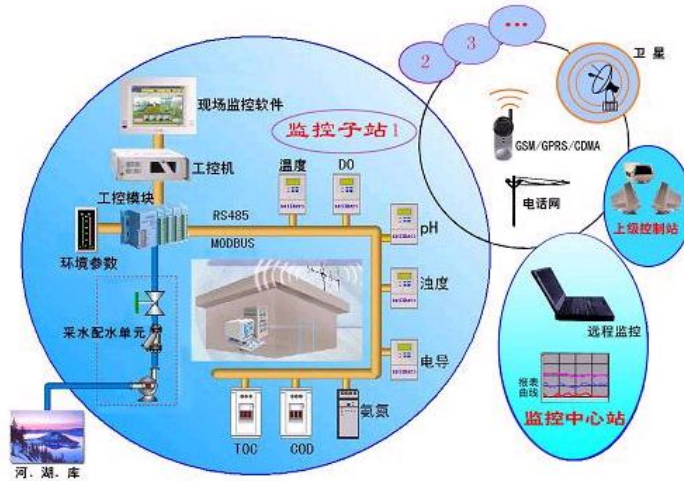 2
3
...
卫星
现场监控软件
监控子站1
工控机
温度
DO
GSM/GPRS/CDMA
工控模块
RS485
pH
电话网
上级控制站
MODBUS
环境参数
浊度
采水配水单元
远程监控
电导
报表
曲线
监控中心站
TOC
COD
氨氮
河.湖.库